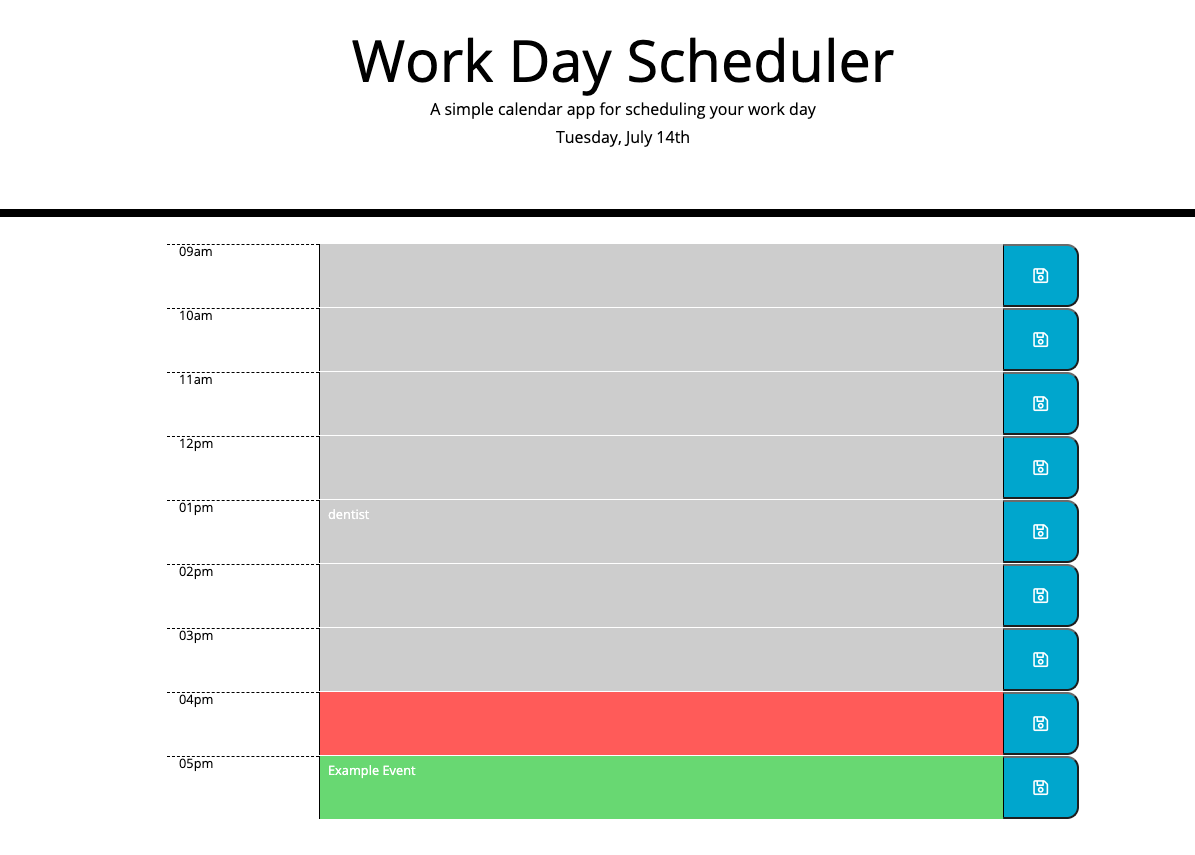 Work Day Scheduler
A simple calendar app for scheduling your work day
Tuesday, July 14th
09am
10am
11am
12pm
01pm
dentist
02pm
03pm
04pm
05pm
Example Event